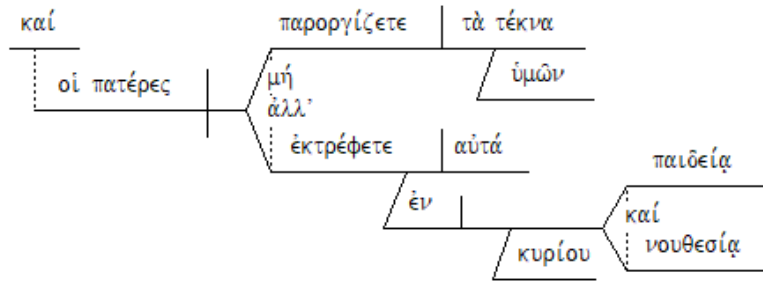 καί
παροργίζετε τὰ τέκνα
οἱ πατέρες
μή
ὑμῶν
ἀλλ’
ἐκτρέφετε αὐτά
παιδείᾳ
ἐν
καί
κυρίου
νουθεσίᾳ